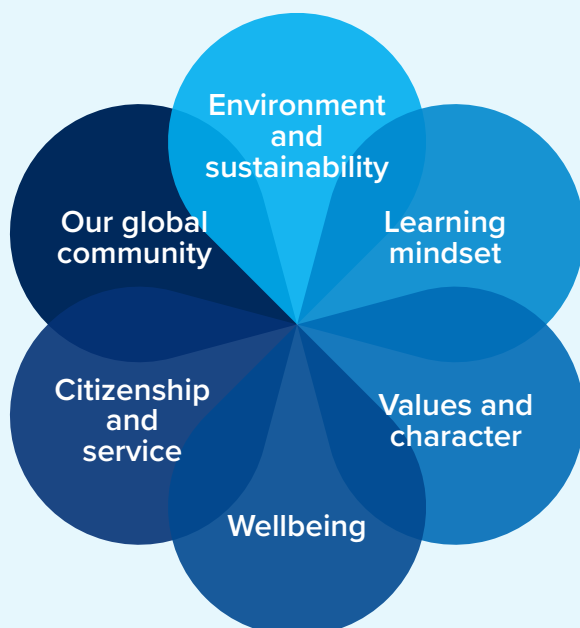 Environment
and
sustainability
Learning
mindset
Values and
character
Wellbeing
Citizenship
and
service
Our global
community